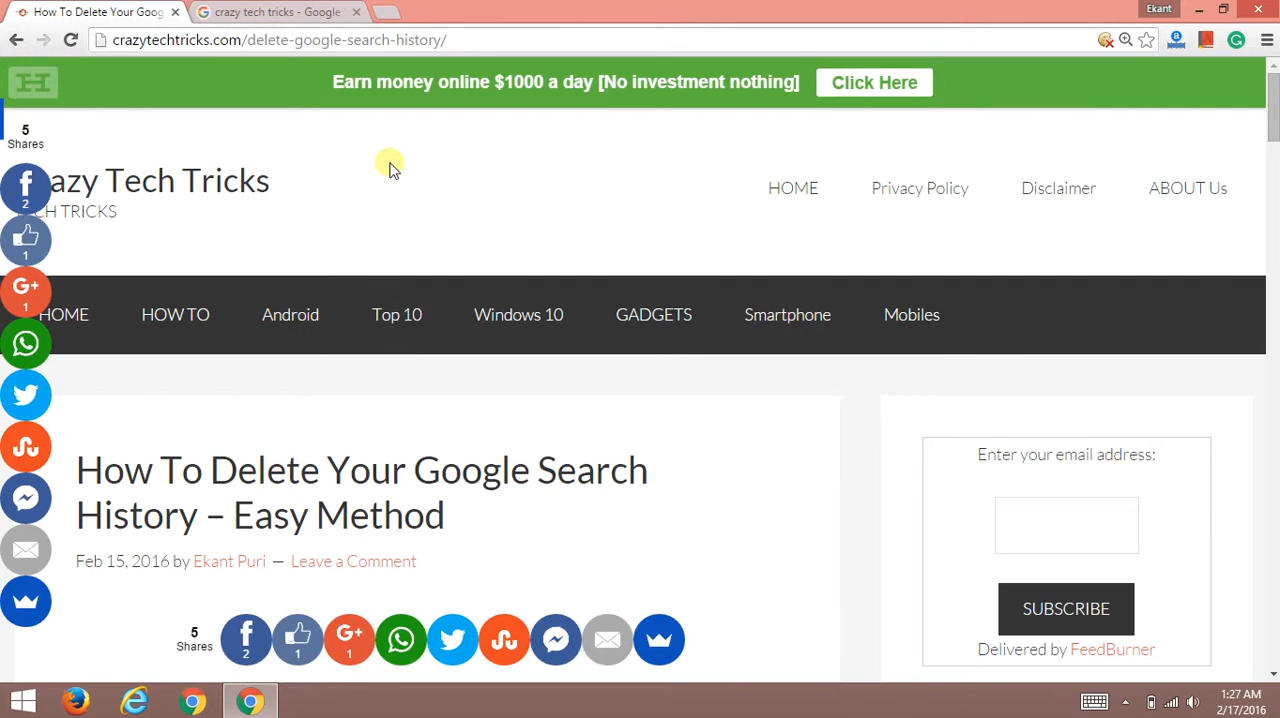 How To Delete Your Goog
crazy tech tricks - Google
Ekant
crazytechtricks.com/delete-google-search-history/
H
Earn money online $1000 a day [No investment nothing]
Click Here
5
Shares
azy Tech Tricks
CH TRICKS
HOME
Privacy Policy
Disclaimer
ABOUT Us
2
1
G+
1
HOME
HOW TO
Android
Top 10
Windows 10
GADGETS
Smartphone
Mobiles
How To Delete Your Google Search
History – Easy Method
Feb 15, 2016 by Ekant Puri — Leave a Comment
5
Shares
2
1
G+
1
Enter your email address:
SUBSCRIBE
Delivered by FeedBurner
1:27 AM
2/17/2016